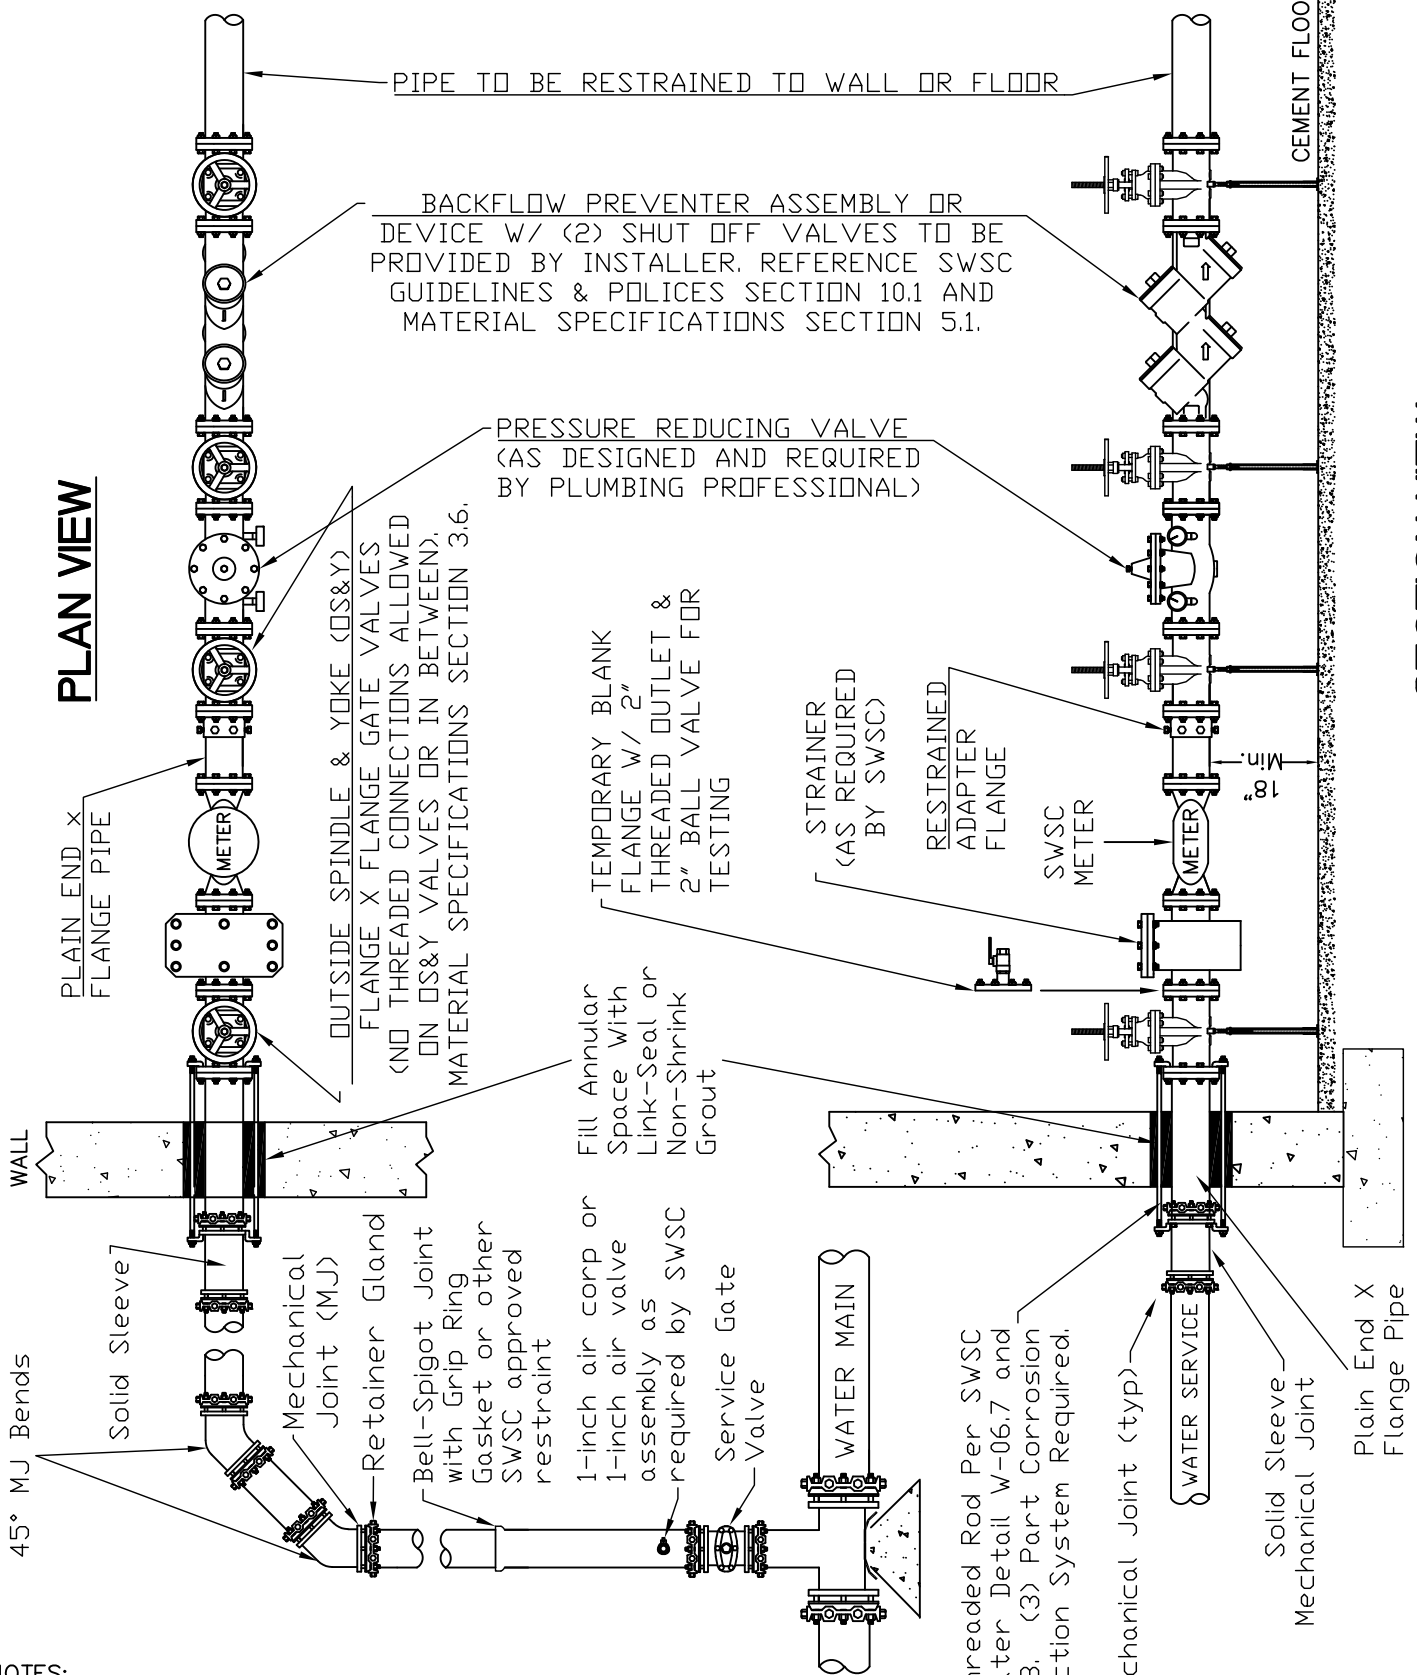 PLAN VIEW
PIPE TO BE RESTRAINED TO WALL OR FLOOR
BACKFLOW PREVENTER ASSEMBLY OR
DEVICE W/ (2) SHUT OFF VALVES TO BE
PROVIDED BY INSTALLER. REFERENCE SWSC
GUIDELINES & POLICES SECTION 10.1 AND
MATERIAL SPECIFICATIONS SECTION 5.1.
PRESSURE REDUCING VALVE
(AS DESIGNED AND REQUIRED
BY PLUMBING PROFESSIONAL)
PLAIN END x
FLANGE PIPE
OUTSIDE SPINDLE & YOKE (OS&Y)
FLANGE X FLANGE GATE VALVES
(NO THREADED CONNECTIONS ALLOWED
ON OS&Y VALVES OR IN BETWEEN).
MATERIAL SPECIFICATIONS SECTION 3.6.
METER
TEMPORARY BLANK
FLANGE W/ 2"
THREADED OUTLET &
2" BALL VALVE FOR
TESTING
STRAINER
(AS REQUIRED
BY SWSC)
RESTRAINED
ADAPTER
FLANGE
SWSC
METER
METER
18"
Min.
CEMENT FLOO
WALL
Fill Annular
Space With
Link-Seal or
Non-Shrink
Grout
45° MJ Bends
Solid Sleeve
Mechanical
Joint (MJ)
Retainer Gland
Bell-Spigot Joint
with Grip Ring
Gasket or other
SWSC approved
restraint
1-inch air corp or
1-inch air valve
assembly as
required by SWSC
Service Gate
Valve
WATER MAIN
readed Rod Per SWSC
ter Detail W-06.7 and
(3) Part Corrosion
ction System Required.
chanical Joint (typ)
WATER SERVICE
Solid Sleeve
Mechanical Joint
Plain End X
Flange Pipe
NOTES: